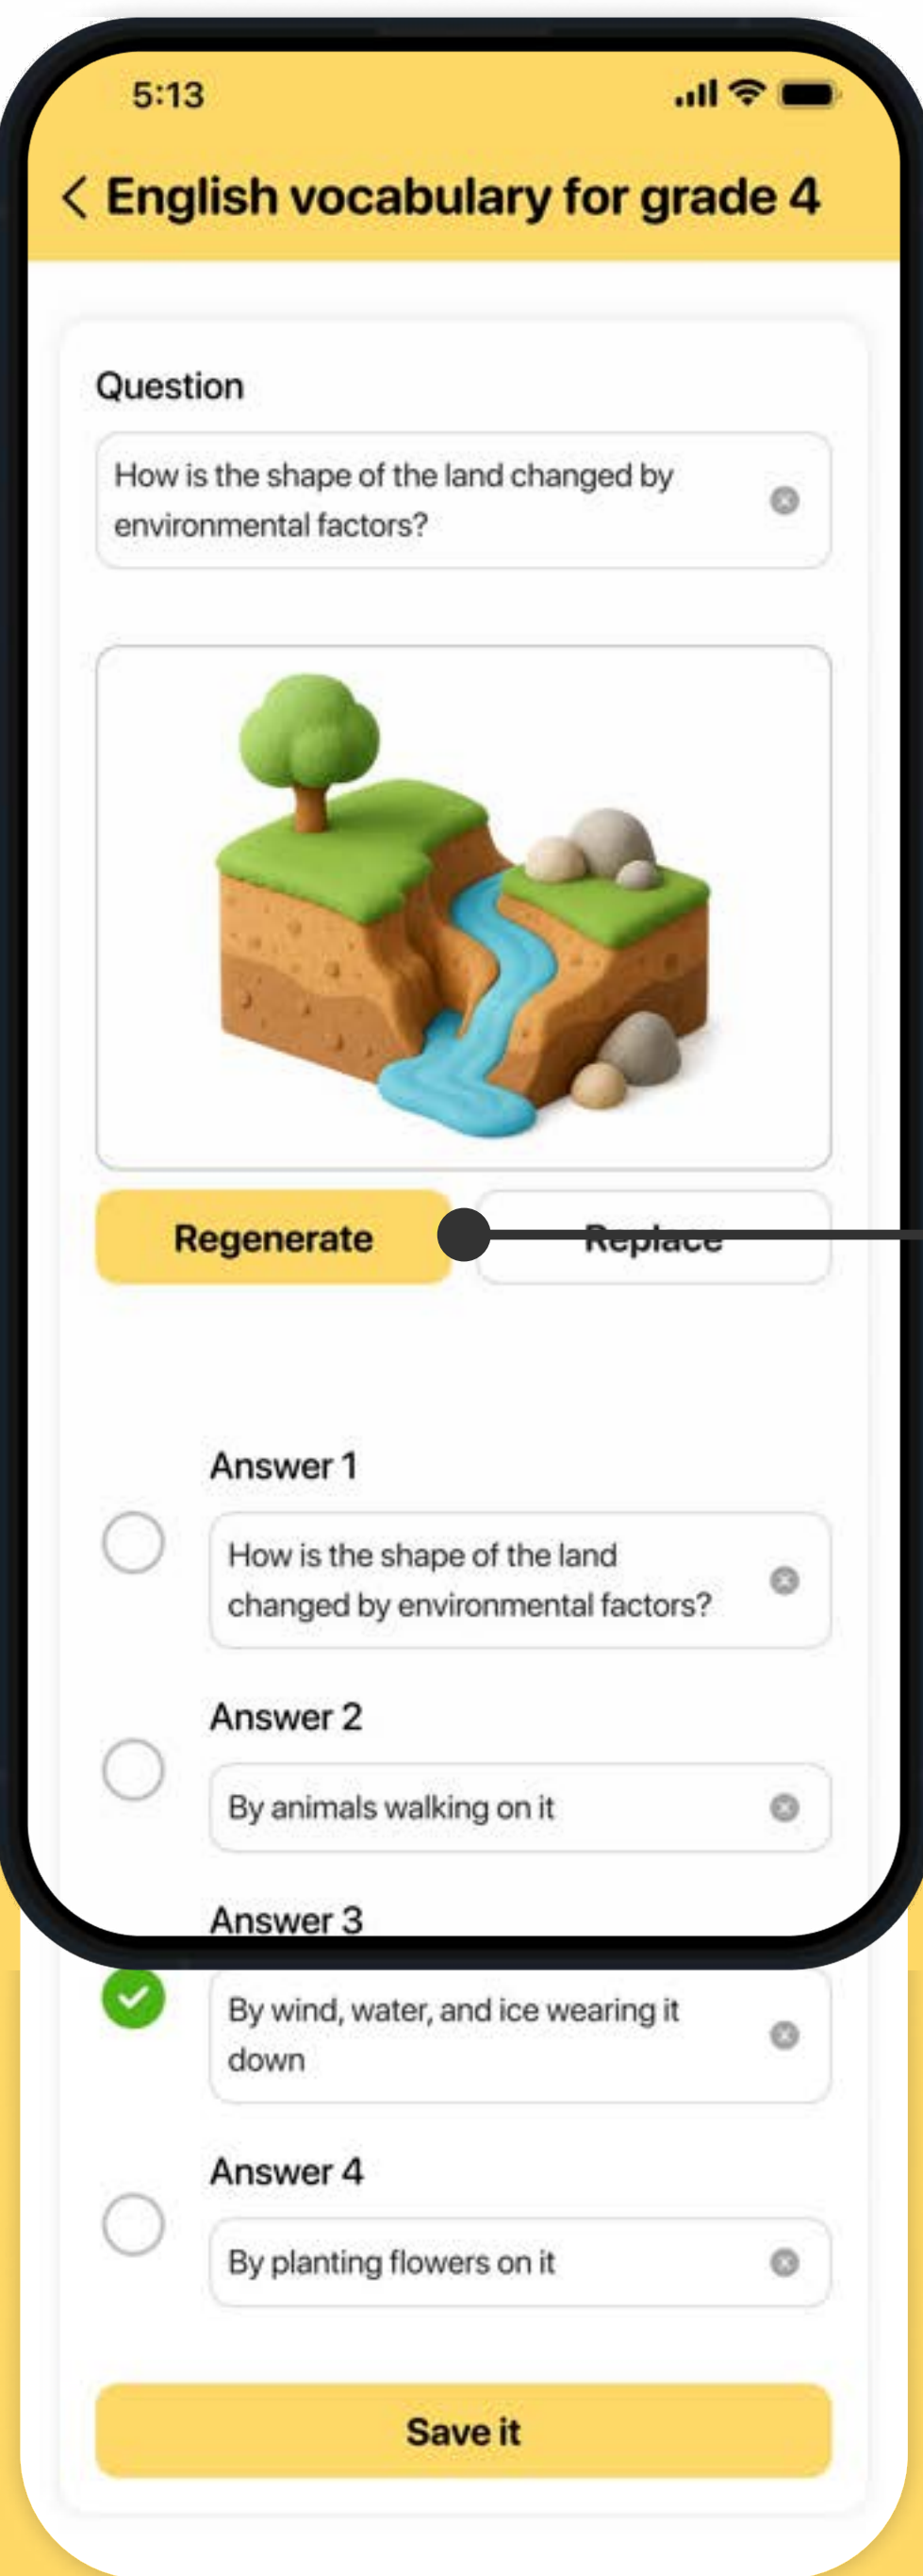 5:13
English vocabulary for grade 4
Question
How is the shape of the land changed by
environmental factors?
Regenerate
Replace
Answer 1
How is the shape of the land
changed by environmental factors?
Answer 2
By animals walking on it
Answer 3
By wind, water, and ice wearing it
down
Answer 4
By planting flowers on it
Save it